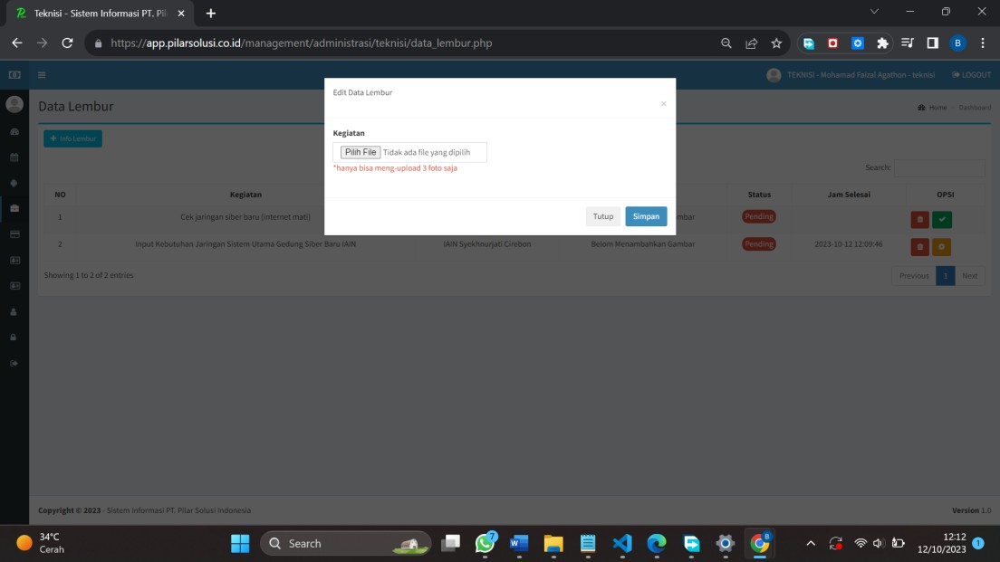 Teknisi - Sistem Informasi PT. Pil
https://app.pilarsolusi.co.id/management/administrasi/teknisi/data_lembur.php
B
TEKNISI - Mohamad Faizal Agathon - teknisi
LOGOUT
Data Lembur
Home
Dashboard
+ Info Lembur
Edit Data Lembur
×
Kegiatan
Pilih File Tidak ada file yang dipilih
*hanya bisa meng-upload 3 foto saja
Tutup
Simpan
Search:
NO Kegiatan Status Jam Selesai OPSI
1 Cek jaringan siber baru (internet mati) mbar Pending
2 Input Kebutuhan Jaringan Sistem Utama Gedung Siber Baru IAIN IAIN Syekhnurjati Cirebon Belom Menambahkan Gambar Pending 2023-10-12 12:09:46
Showing 1 to 2 of 2 entries
Previous 1 Next
Copyright © 2023 - Sistem Informasi PT. Pilar Solusi Indonesia
Version 1.0
34°C
Cerah
Search
7
W
B
12:12
12/10/2023
1